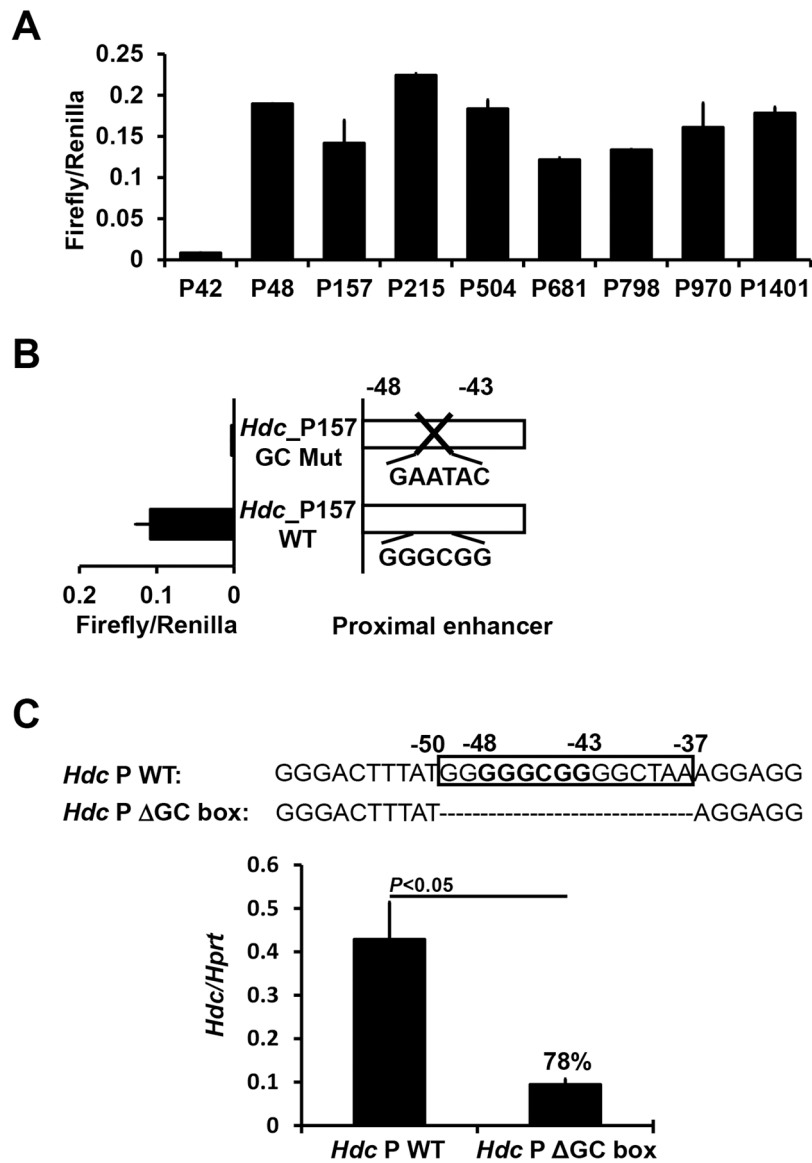 A
0.25
0.2
0.15
0.1
0.05
0
Firefly/Renilla
P42 P48 P157 P215 P504 P681 P798 P970 P1401
B
-48 -43
Hdc_P157
GC Mut
GAATAC
Hdc_P157
WT
GGGCGG
0.2 0.1 0
Firefly/Renilla
Proximal enhancer
C
-50 -48 -43 -37
Hdc P WT: GGGACTTTATGGGGGCGGGGCTAAAGGAGG
Hdc P ΔGC box: GGGACTTTAT----------------------------AGGAGG
0.6
0.5
0.4
0.3
0.2
0.1
0
Hdc/Hprt
P<0.05
78%
Hdc P WT Hdc P ΔGC box